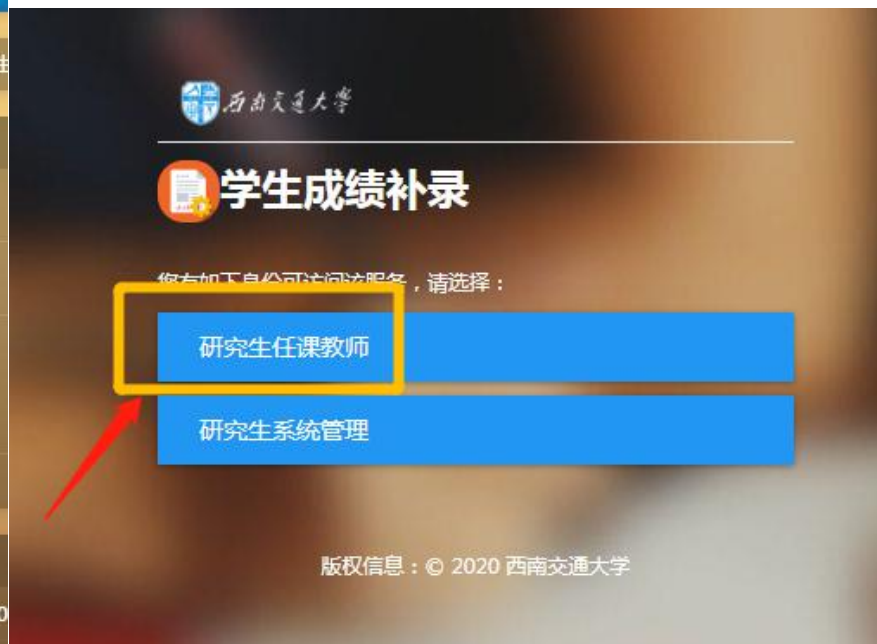 西南交通大学
学生成绩补录
您有如下身份可访问该服务，请选择：
研究生任课教师
研究生系统管理
版权信息：© 2020 西南交通大学